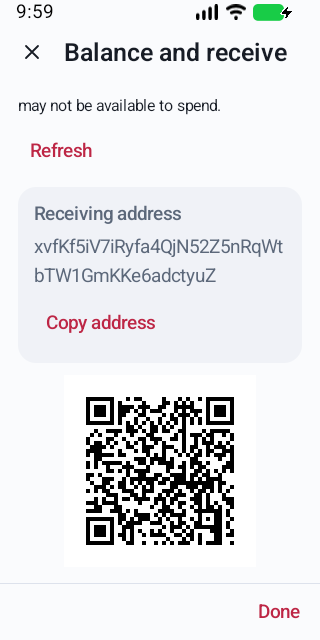 9:59
Balance and receive
may not be available to spend.
Refresh
Receiving address
xvfKf5iV7iRyfa4QjN52Z5nRqWt
bTW1GmKKe6adctyuZ
Copy address
Done